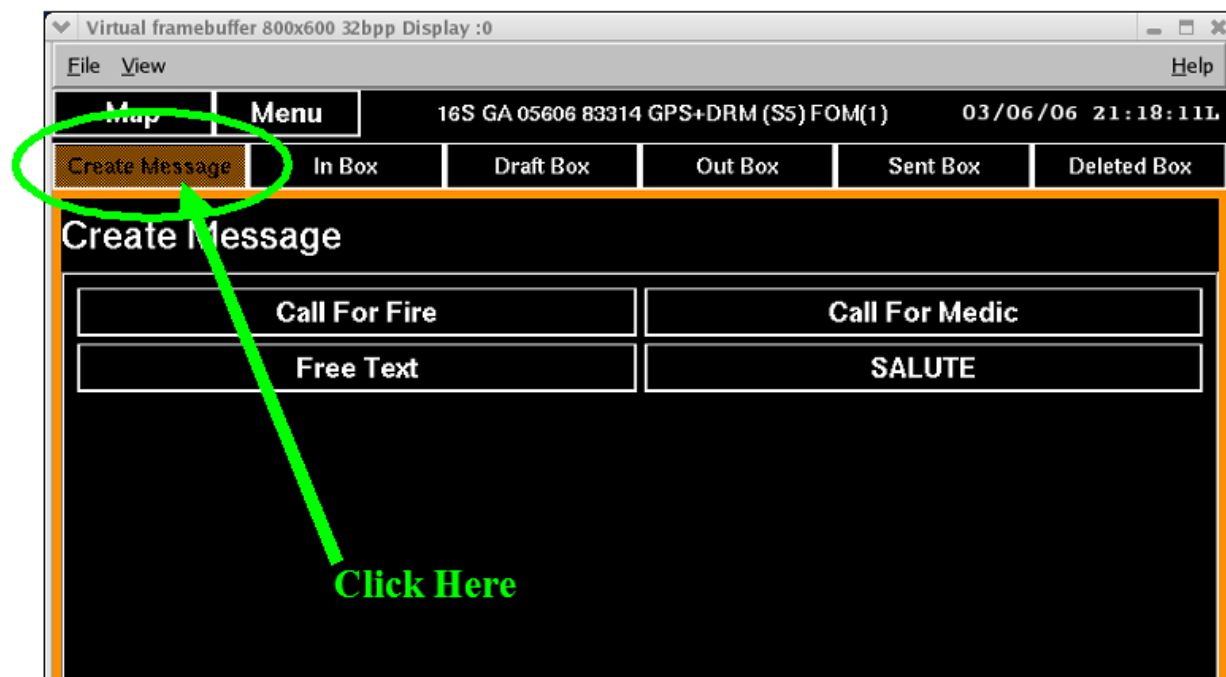 Virtual framebuffer 800x600 32bpp Display :0
File View Help
Map Menu 16S GA 05606 83314 GPS+DRM (S5) FOM(1) 03/06/06 21:18:11L
Create Message In Box Draft Box Out Box Sent Box Deleted Box
Create Message
Call For Fire Call For Medic
Free Text SALUTE
Click Here